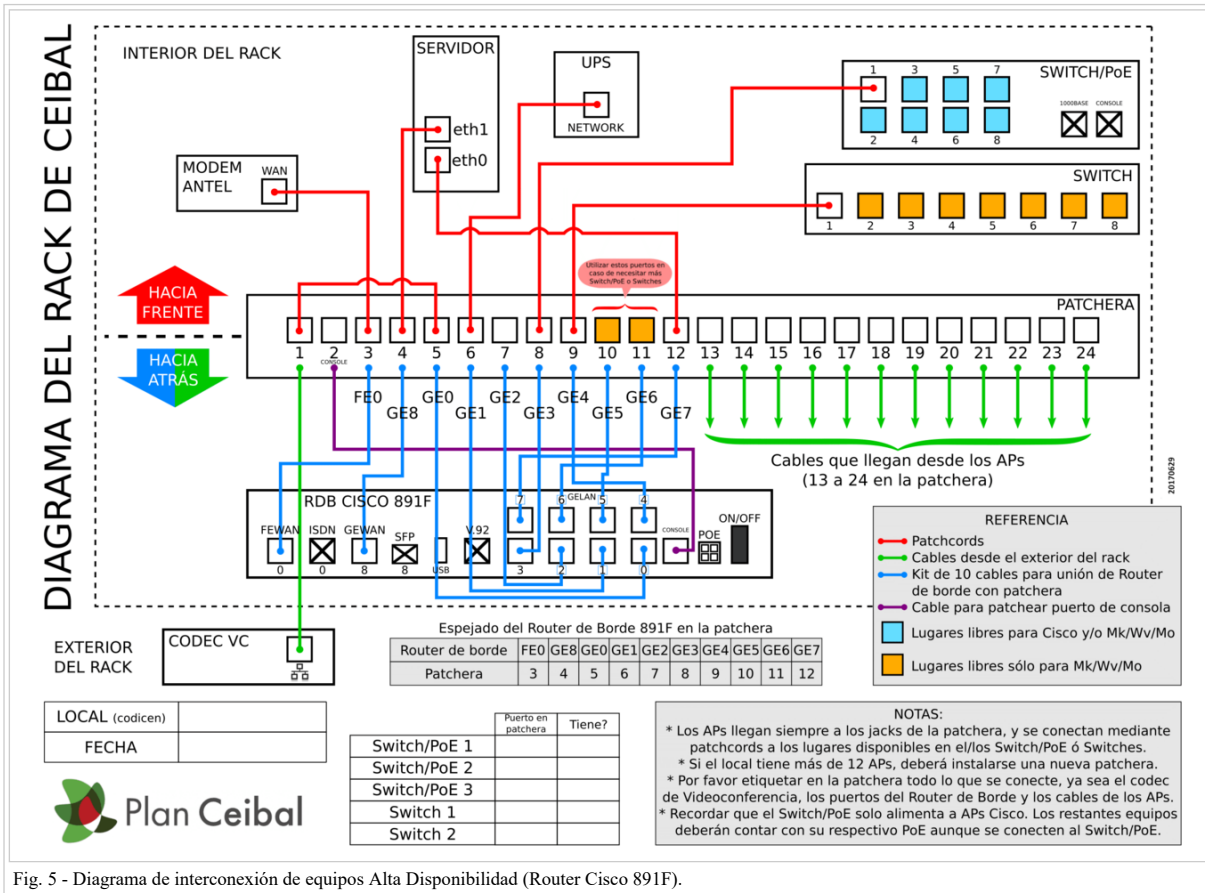 DIAGRAMA DEL RACK DE CEIBAL
INTERIOR DEL RACK
SERVIDOR
eth1
eth0
UPS
NETWORK
SWITCH/PoE
1 3 5 7
1000BASE CONSOLE
2 4 6 8
MODEM
ANTEL
WAN
SWITCH
1 2 3 4 5 6 7 8
Utilizar estos puertos en
caso de necesitar más
Switch/PoE o Switches
HACIA
FRENTE
HACIA
ATRÁS
PATCHERA
1 2 3 4 5 6 7 8 9 10 11 12 13 14 15 16 17 18 19 20 21 22 23 24
CONSOLE
FE0 GE0 GE2 GE4 GE6
GE8 GE1 GE3 GE5 GE7
Cables que llegan desde los APs
(13 a 24 en la patchera)
20170629
RDB CISCO 891F
7 6 GELAN 5 4
FEWAN ISDN GEWAN SFP V.92 CONSOLE POE ON/OFF
0 0 8 8 USB 3 2 1 0
REFERENCIA
Patchcords
Cables desde el exterior del rack
Kit de 10 cables para unión de Router
de borde con patchera
Cable para patchear puerto de consola
Lugares libres para Cisco y/o Mk/Wv/Mo
Lugares libres sólo para Mk/Wv/Mo
EXTERIOR
DEL RACK
CODEC VC
Espejado del Router de Borde 891F en la patchera
Router de borde FE0 GE8 GE0 GE1 GE2 GE3 GE4 GE5 GE6 GE7
Patchera 3 4 5 6 7 8 9 10 11 12
LOCAL (codicen)
FECHA
Plan Ceibal
Puerto en
patchera
Tiene?
Switch/PoE 1
Switch/PoE 2
Switch/PoE 3
Switch 1
Switch 2
NOTAS:
* Los APs llegan siempre a los jacks de la patchera, y se conectan mediante
patchcords a los lugares disponibles en el/los Switch/PoE ó Switches.
* Si el local tiene más de 12 APs, deberá instalarse una nueva patchera.
* Por favor etiquetar en la patchera todo lo que se conecte, ya sea el codec
de Videoconferencia, los puertos del Router de Borde y los cables de los APs.
* Recordar que el Switch/PoE solo alimenta a APs Cisco. Los restantes equipos
deberán contar con su respectivo PoE aunque se conecten al Switch/PoE.
Fig. 5 - Diagrama de interconexión de equipos Alta Disponibilidad (Router Cisco 891F).